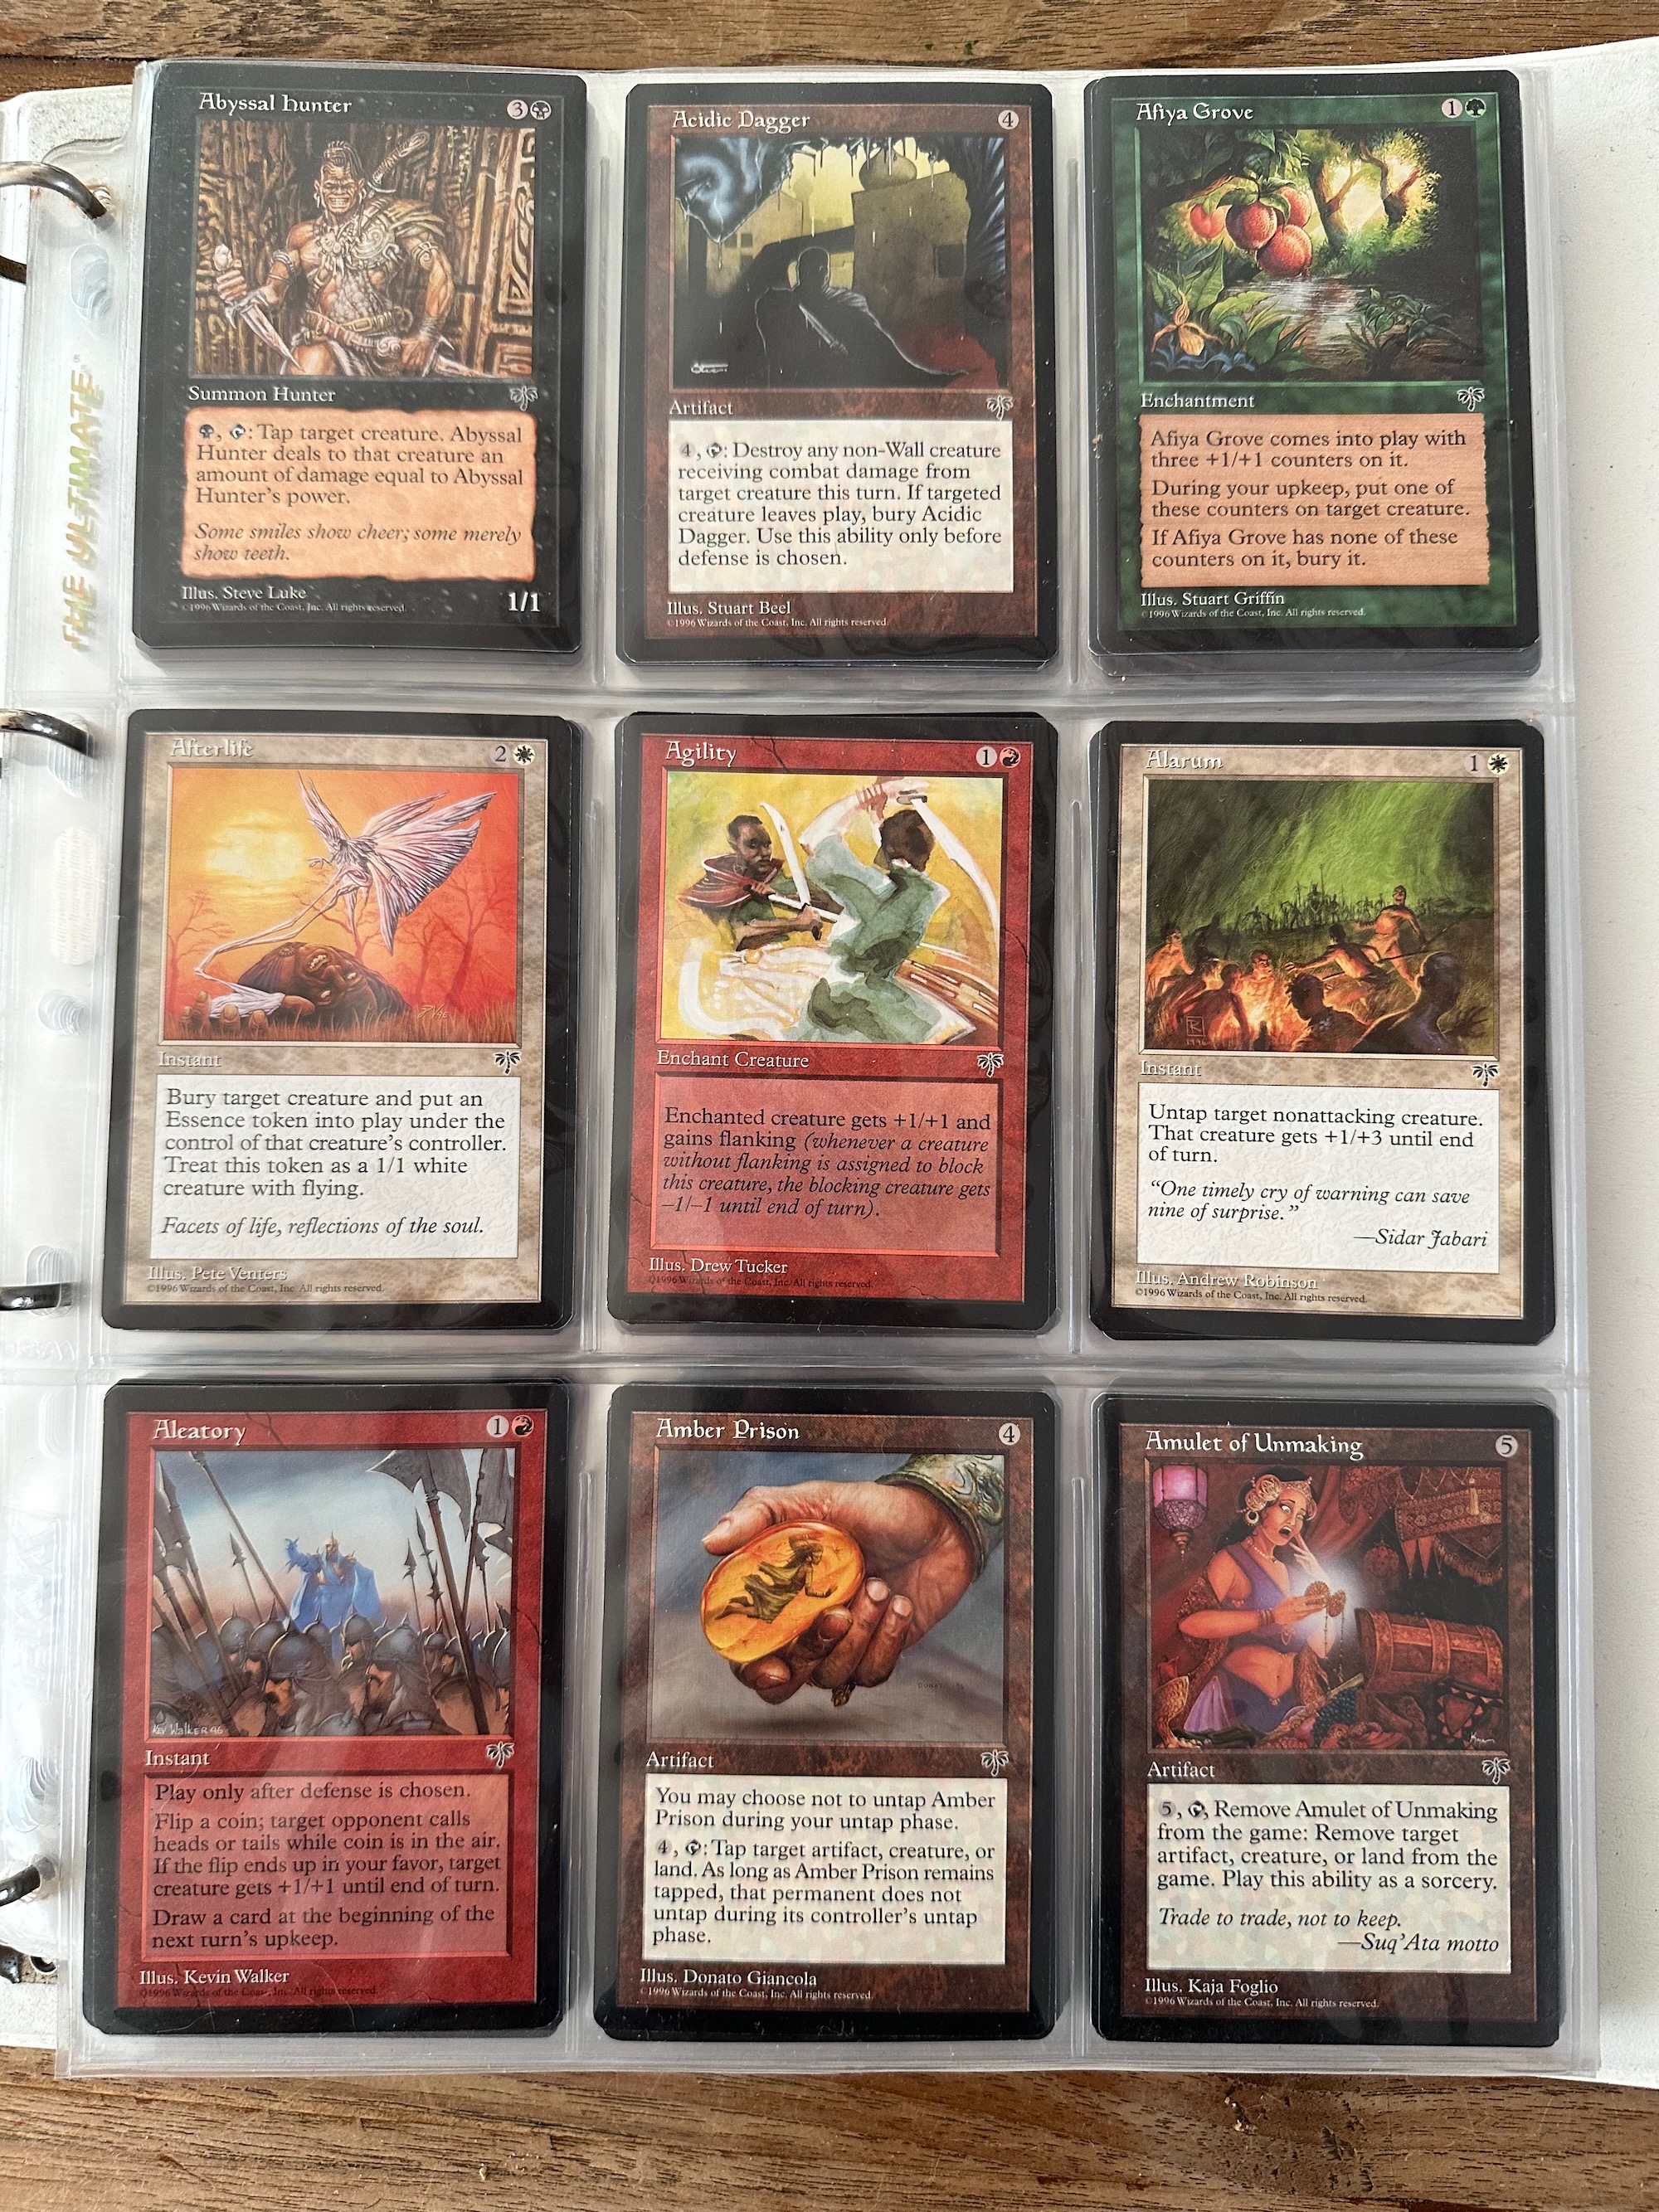 THE ULTIMATE
Abyssal Hunter 3
Summon Hunter
, : Tap target creature. Abyssal
Hunter deals to that creature an
amount of damage equal to Abyssal
Hunter's power.
Some smiles show cheer; some merely
show teeth.
Illus. Steve Luke
©1996 Wizards of the Coast, Inc. All rights reserved.
1/1
Acidic Dagger 4
Artifact
4, : Destroy any non-Wall creature
receiving combat damage from
target creature this turn. If targeted
creature leaves play, bury Acidic
Dagger. Use this ability only before
defense is chosen.
Illus. Stuart Beel
©1996 Wizards of the Coast, Inc. All rights reserved.
Afiya Grove 1
Enchantment
Afiya Grove comes into play with
three +1/+1 counters on it.
During your upkeep, put one of
these counters on target creature.
If Afiya Grove has none of these
counters on it, bury it.
Illus. Stuart Griffin
©1996 Wizards of the Coast, Inc. All rights reserved.
Afterlife 2
Instant
Bury target creature and put an
Essence token into play under the
control of that creature's controller.
Treat this token as a 1/1 white
creature with flying.
Facets of life, reflections of the soul.
Illus. Pete Venters
©1996 Wizards of the Coast, Inc. All rights reserved.
Agility 1
Enchant Creature
Enchanted creature gets +1/+1 and
gains flanking (whenever a creature
without flanking is assigned to block
this creature, the blocking creature gets
-1/-1 until end of turn).
Illus. Drew Tucker
©1996 Wizards of the Coast, Inc. All rights reserved.
Alarum 1
1996
Instant
Untap target nonattacking creature.
That creature gets +1/+3 until end
of turn.
"One timely cry of warning can save
nine of surprise."
—Sidar Jabari
Illus. Andrew Robinson
©1996 Wizards of the Coast, Inc. All rights reserved.
Aleatory 1
Kev Walker 96
Instant
Play only after defense is chosen.
Flip a coin; target opponent calls
heads or tails while coin is in the air.
If the flip ends up in your favor, target
creature gets +1/+1 until end of turn.
Draw a card at the beginning of the
next turn's upkeep.
Illus. Kevin Walker
©1996 Wizards of the Coast, Inc. All rights reserved.
Amber Prison 4
Artifact
You may choose not to untap Amber
Prison during your untap phase.
4, : Tap target artifact, creature, or
land. As long as Amber Prison remains
tapped, that permanent does not
untap during its controller's untap
phase.
Illus. Donato Giancola
©1996 Wizards of the Coast, Inc. All rights reserved.
Amulet of Unmaking 5
Artifact
5, , Remove Amulet of Unmaking
from the game: Remove target
artifact, creature, or land from the
game. Play this ability as a sorcery.
Trade to trade, not to keep.
—Suq'Ata motto
Illus. Kaja Foglio
©1996 Wizards of the Coast, Inc. All rights reserved.